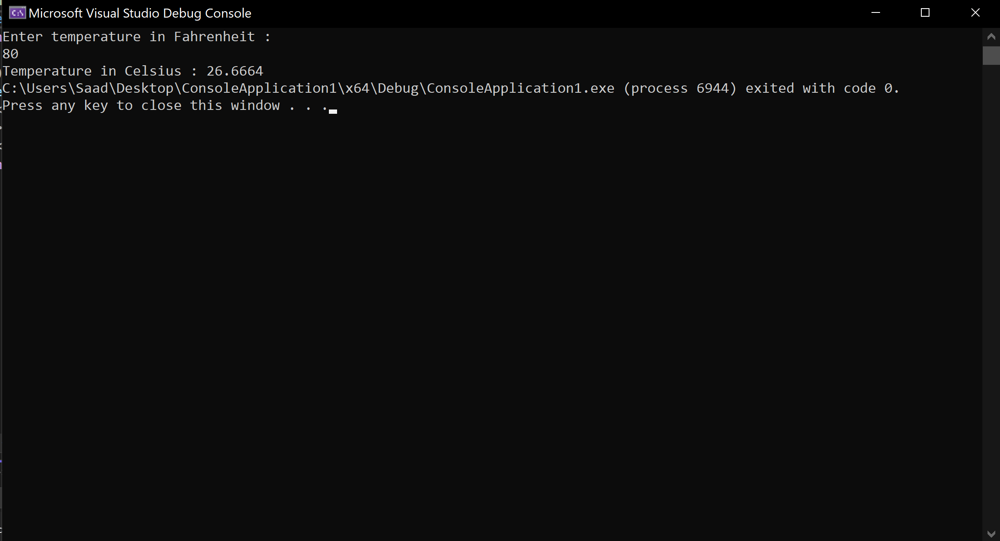 Microsoft Visual Studio Debug Console
Enter temperature in Fahrenheit :
80
Temperature in Celsius : 26.6664
C:\Users\Saad\Desktop\ConsoleApplication1\x64\Debug\ConsoleApplication1.exe (process 6944) exited with code 0.
Press any key to close this window . . .